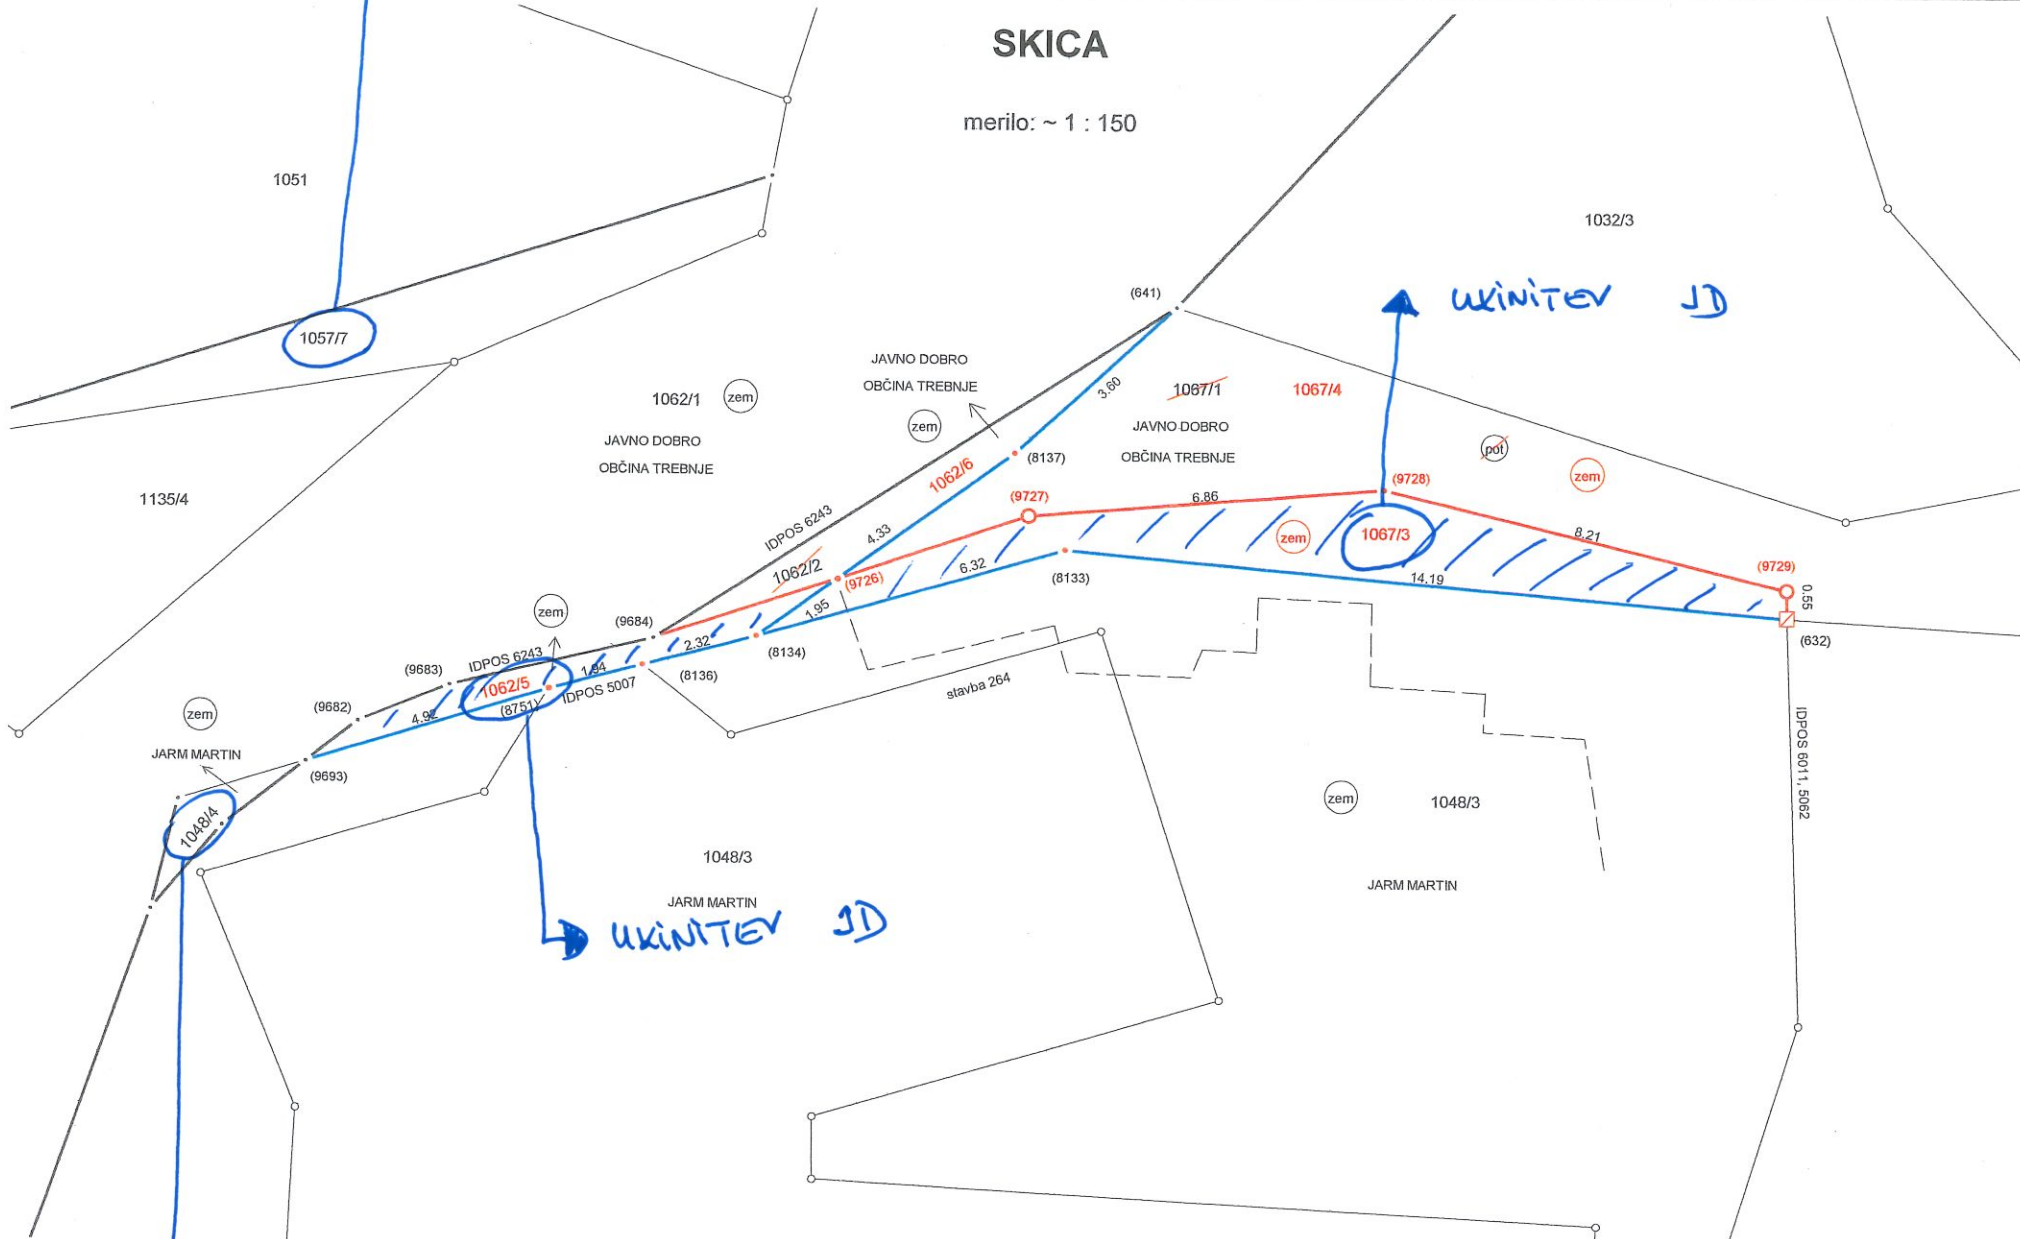 SKICA
merilo: ~ 1 : 150
1051
1032/3
(641)
UKINITEV JD
1057/7
JAVNO DOBRO
OBČINA TREBNJE
3.60
1067/1
1067/4
1062/1
zem
zem
JAVNO DOBRO
OBČINA TREBNJE
JAVNO DOBRO
OBČINA TREBNJE
pot
zem
(8137)
1062/6
1135/4
(9727)
6.86
(9728)
IDPOS 6243
4.33
zem
1067/3
8.21
1062/2
(9726)
6.32
(8133)
14.19
(9729)
0.55
zem
(9684)
1.95
(632)
2.32
(8134)
(9683)
IDPOS 6243
1.94
(8136)
1062/5
IDPOS 5007
stavba 264
(9682)
4.92
(8751)
zem
JARM MARTIN
(9693)
IDPOS 6011, 5062
1048/4
zem
1048/3
1048/3
JARM MARTIN
JARM MARTIN
UKINITEV JD